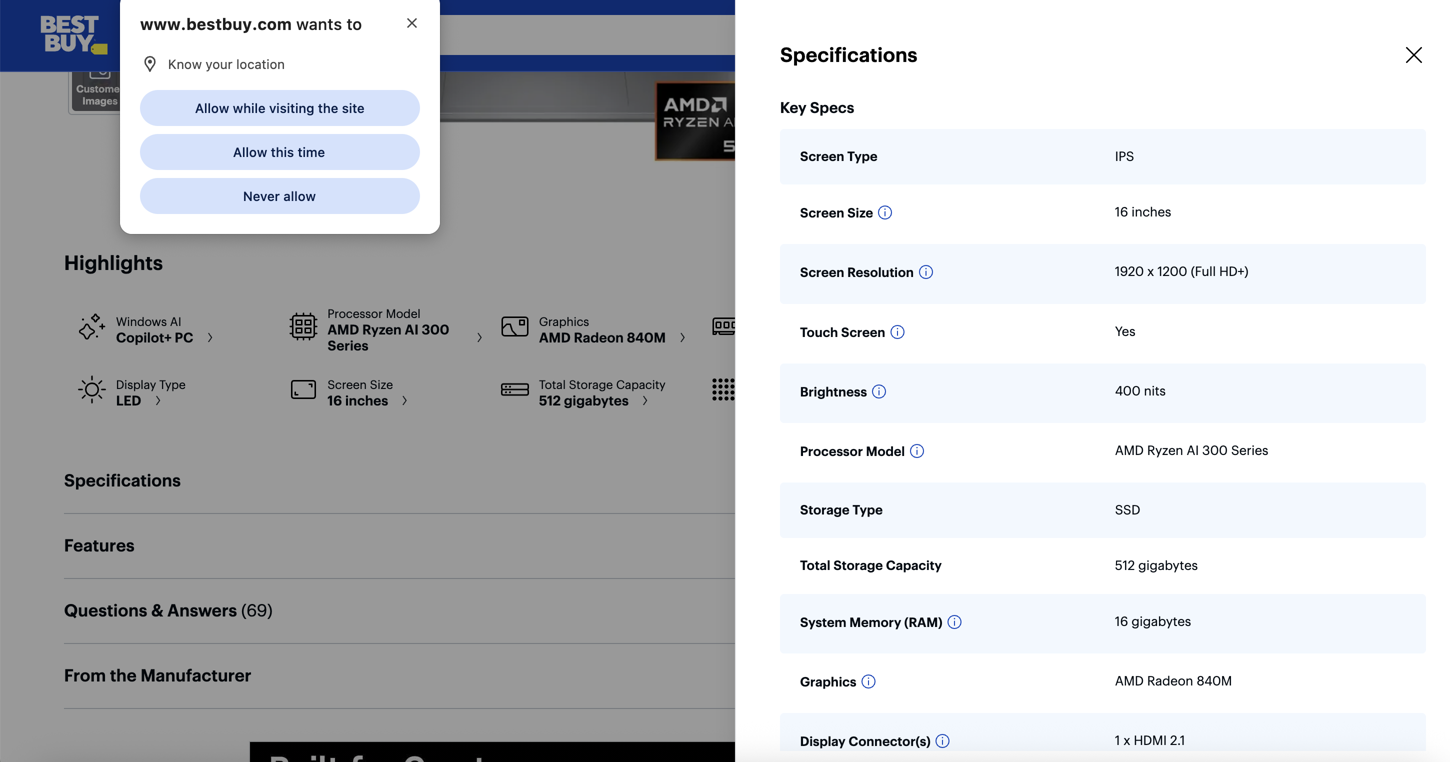 BEST
BUY
www.bestbuy.com wants to
Know your location
Allow while visiting the site
Allow this time
Never allow
Custome
Images
AMD
RYZEN AI
5
Highlights
Windows AI
Copilot+ PC
Processor Model
AMD Ryzen AI 300
Series
Graphics
AMD Radeon 840M
Display Type
LED
Screen Size
16 inches
Total Storage Capacity
512 gigabytes
Specifications
Features
Questions & Answers (69)
From the Manufacturer
Specifications
Key Specs
Screen Type IPS
Screen Size 16 inches
Screen Resolution 1920 x 1200 (Full HD+)
Touch Screen Yes
Brightness 400 nits
Processor Model AMD Ryzen AI 300 Series
Storage Type SSD
Total Storage Capacity 512 gigabytes
System Memory (RAM) 16 gigabytes
Graphics AMD Radeon 840M
Display Connector(s) 1 x HDMI 2.1